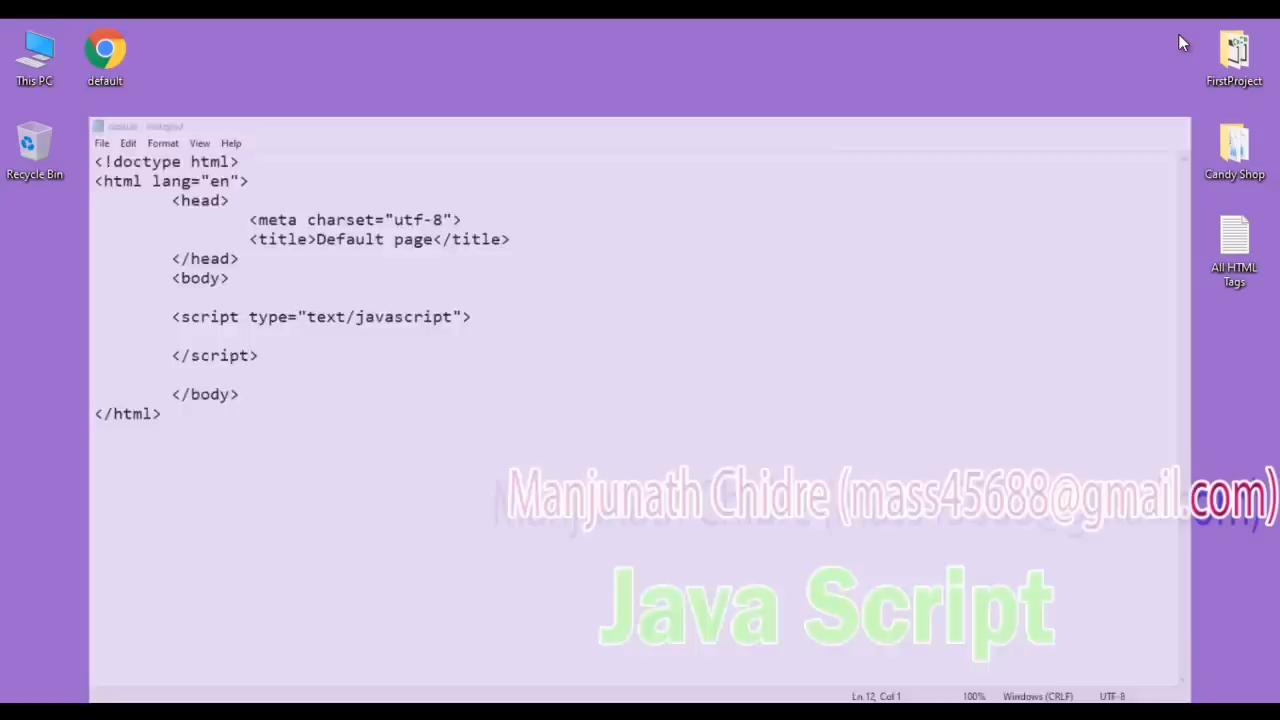 This PC
default
FirstProject
Recycle Bin
Candy Shop
All HTML
Tags
File Edit Format View Help
<!doctype html>
<html lang="en">
<head>
<meta charset="utf-8">
<title>Default page</title>
</head>
<body>
<script type="text/javascript">
</script>
</body>
</html>
Manjunath Chidre (mass45688@gmail.com)
Java Script
Ln 12, Col 1 100% Windows (CRLF) UTF-8